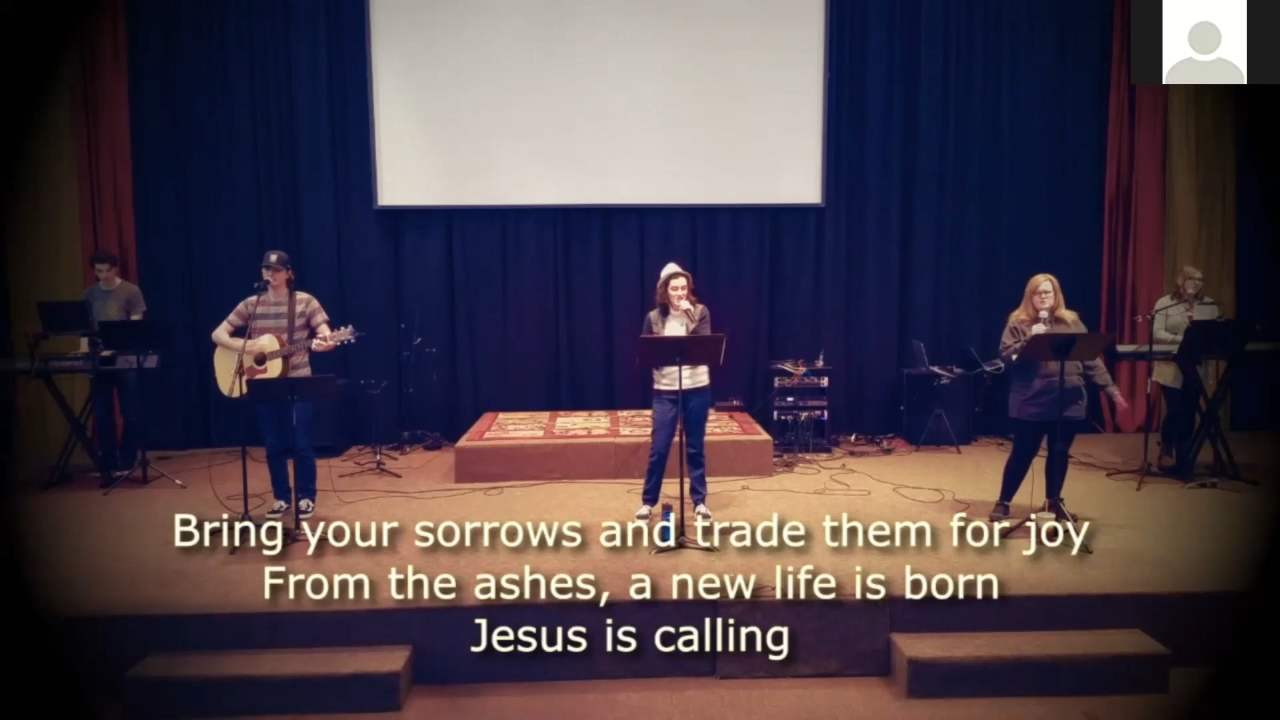 Bring your sorrows and trade them for joy
From the ashes, a new life is born
Jesus is calling